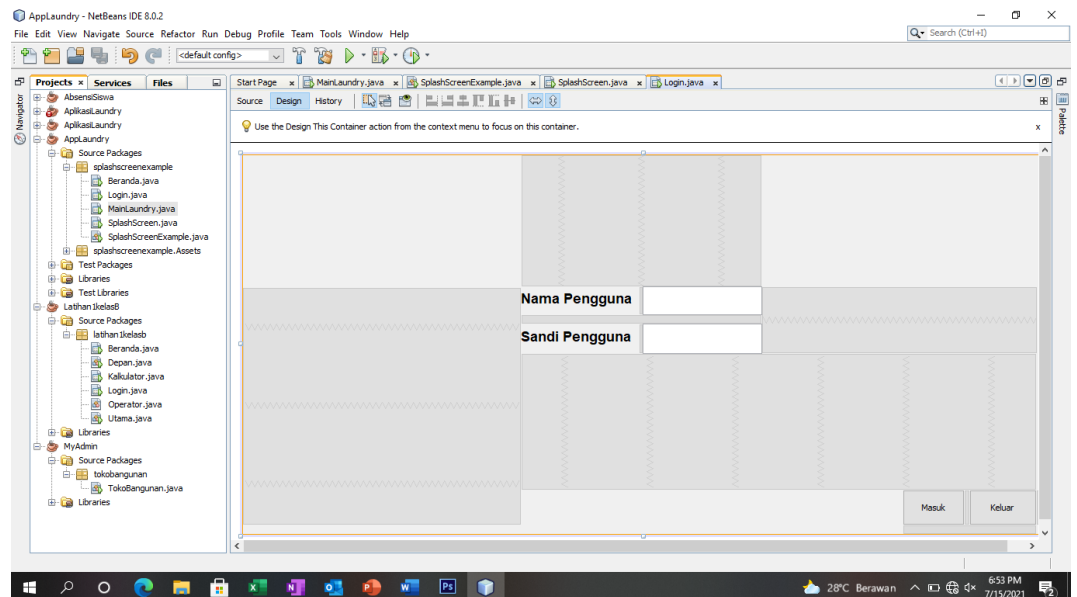 AppLaundry - NetBeans IDE 8.0.2
File Edit View Navigate Source Refactor Run Debug Profile Team Tools Window Help
Search (Ctrl+I)
<default config>
Projects x Services Files
Start Page x MainLaundry.java x SplashScreenExample.java x SplashScreen.java x Login.java x
Source Design History
Use the Design This Container action from the context menu to focus on this container. x
Navigator
Palette
AbsensiSiswa
AplikasiLaundry
AplikasiLaundry
AppLaundry
Source Packages
splashscreenexample
Beranda.java
Login.java
MainLaundry.java
SplashScreen.java
SplashScreenExample.java
splashscreenexample.Assets
Test Packages
Libraries
Test Libraries
Latihan1kelasB
Source Packages
latihan1kelasb
Beranda.java
Depan.java
Kalkulator.java
Login.java
Operator.java
Utama.java
Libraries
MyAdmin
Source Packages
tokobangunan
TokoBangunan.java
Libraries
Nama Pengguna
Sandi Pengguna
Masuk Keluar
28°C Berawan
6:53 PM
7/15/2021
Ps
2